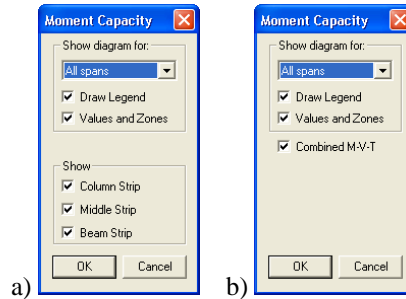 Moment Capacity
Show diagram for:
All spans
Draw Legend
Values and Zones
Show
Column Strip
Middle Strip
Beam Strip
OK Cancel
a)
Moment Capacity
Show diagram for:
All spans
Draw Legend
Values and Zones
Combined M-V-T
OK Cancel
b)